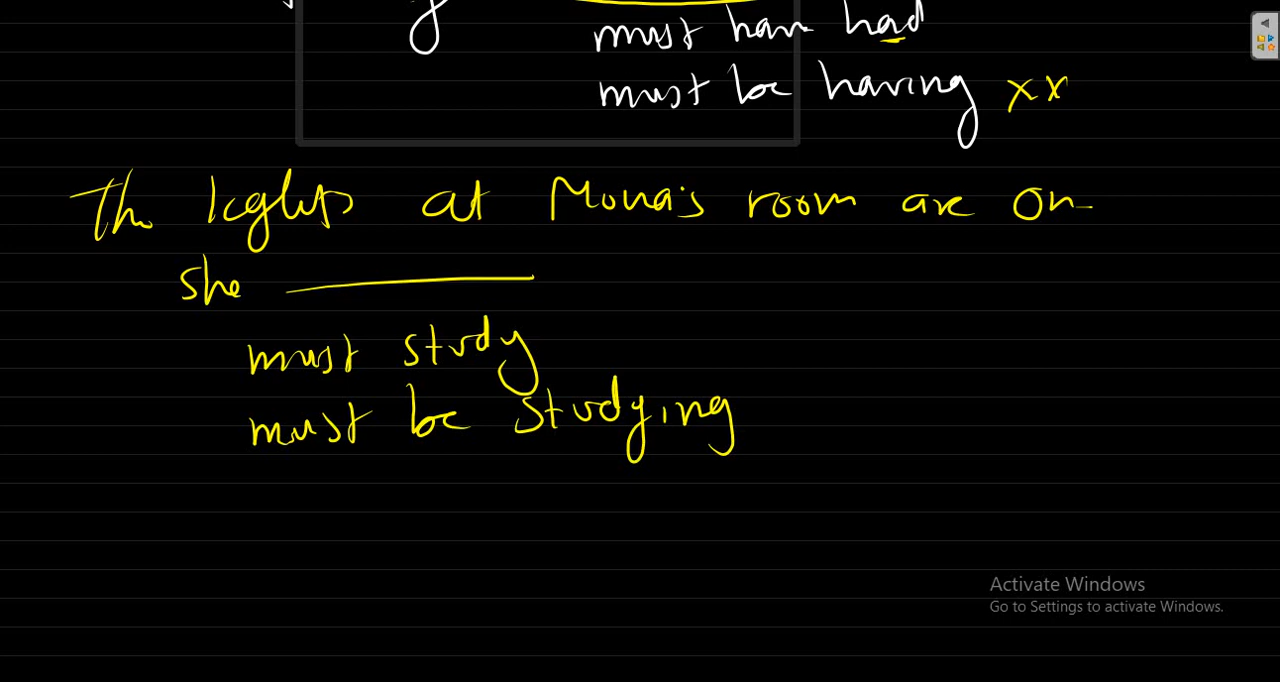 must have had
must be having xx
The lights at Mona's room are on
she
must study
must be studying
Activate Windows
Go to Settings to activate Windows.